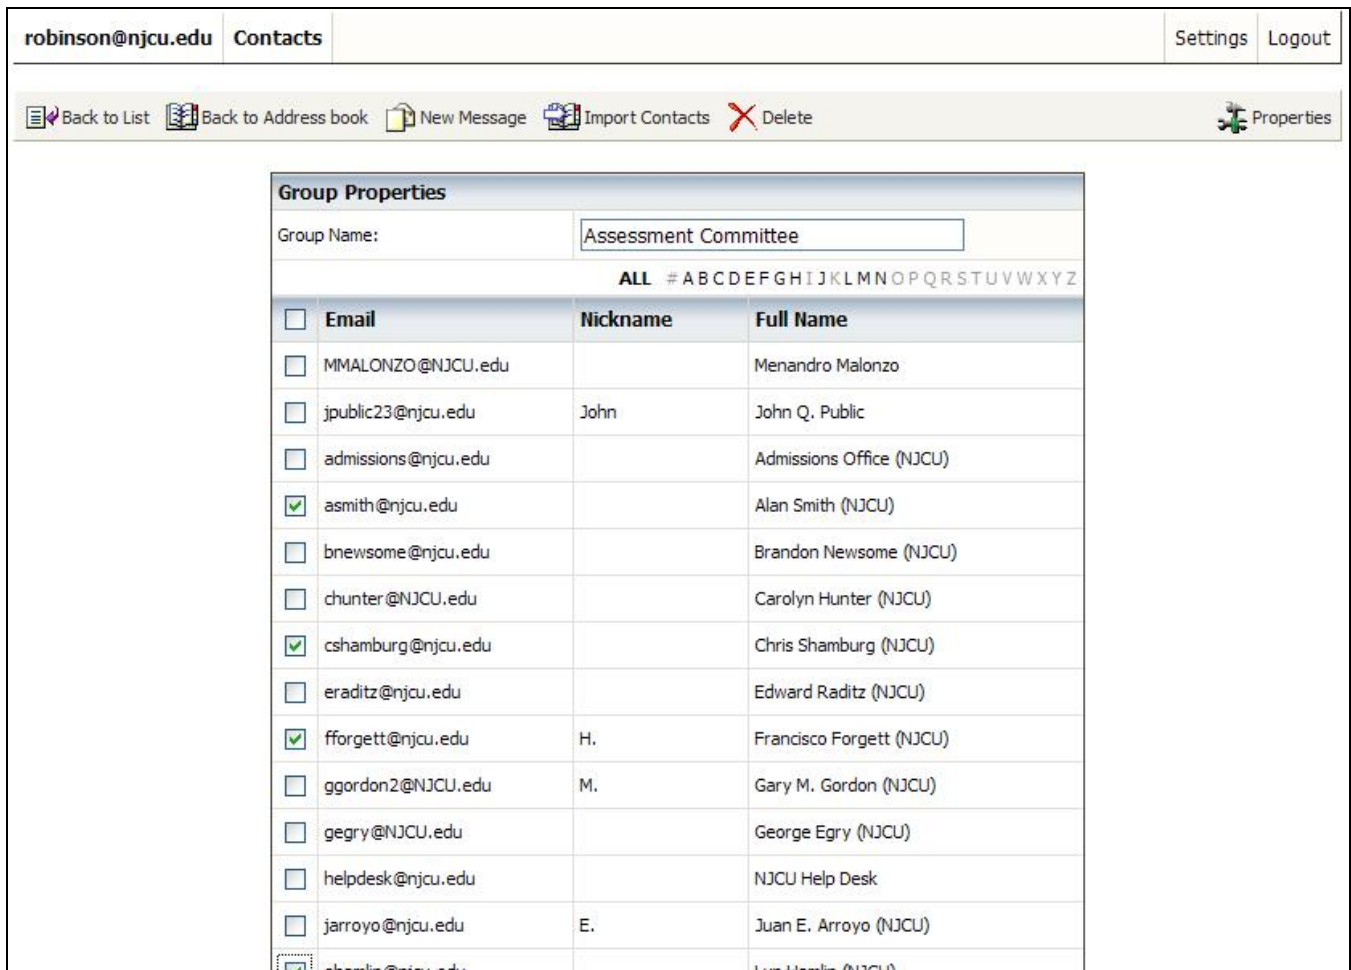 robinson@njcu.edu Contacts Settings Logout
Back to List Back to Address book New Message Import Contacts Delete Properties
Group Properties
Group Name: Assessment Committee
ALL # A B C D E F G H I J K L M N O P Q R S T U V W X Y Z
Email Nickname Full Name
MMALONZO@NJCU.edu Menandro Malonzo
jpublic23@njcu.edu John John Q. Public
admissions@njcu.edu Admissions Office (NJCU)
asmith@njcu.edu Alan Smith (NJCU)
bnewsome@njcu.edu Brandon Newsome (NJCU)
chunter@NJCU.edu Carolyn Hunter (NJCU)
cshamburg@njcu.edu Chris Shamburg (NJCU)
eraditz@njcu.edu Edward Raditz (NJCU)
fforgett@njcu.edu H. Francisco Forgett (NJCU)
ggordon2@NJCU.edu M. Gary M. Gordon (NJCU)
gegry@NJCU.edu George Egry (NJCU)
helpdesk@njcu.edu NJCU Help Desk
jarroyo@njcu.edu E. Juan E. Arroyo (NJCU)